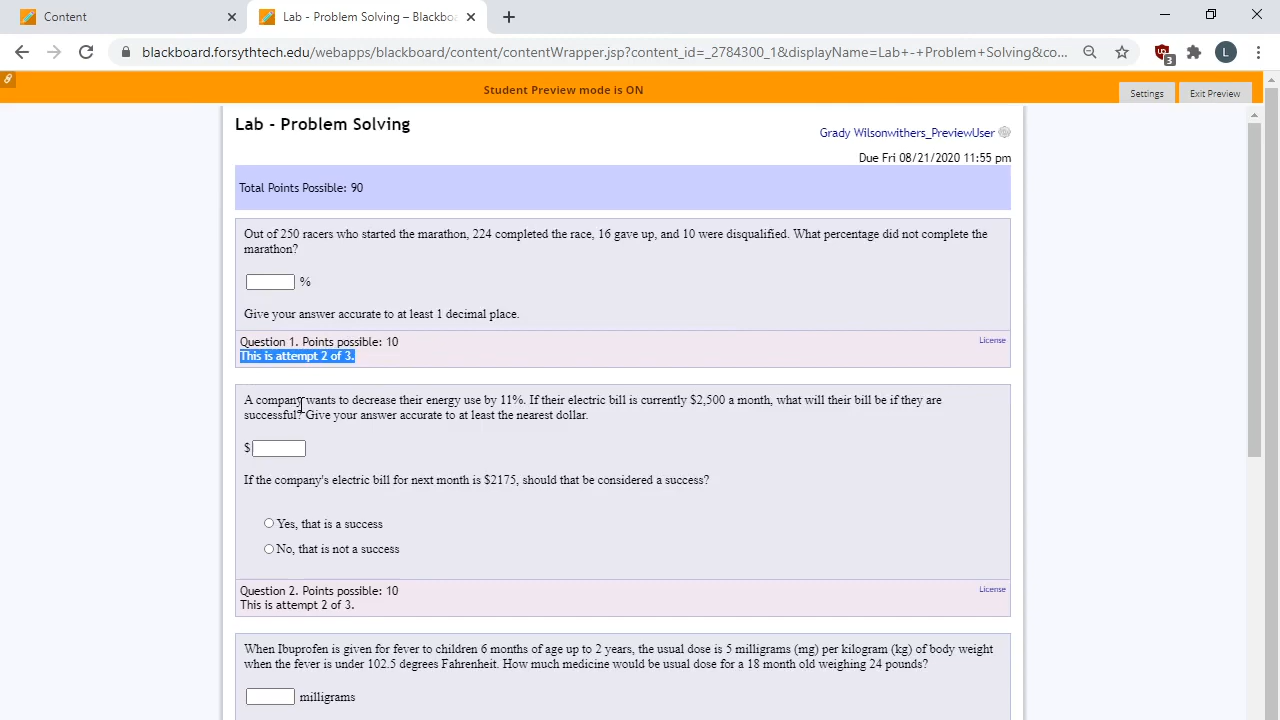 Content
Lab - Problem Solving – Blackboa
blackboard.forsythtech.edu/webapps/blackboard/content/contentWrapper.jsp?content_id=_2784300_1&displayName=Lab+-+Problem+Solving&co...
L
3
Student Preview mode is ON
Settings
Exit Preview
Lab - Problem Solving
Grady Wilsonwithers_PreviewUser
Due Fri 08/21/2020 11:55 pm
Total Points Possible: 90
Out of 250 racers who started the marathon, 224 completed the race, 16 gave up, and 10 were disqualified. What percentage did not complete the
marathon?
%
Give your answer accurate to at least 1 decimal place.
Question 1. Points possible: 10
License
This is attempt 2 of 3.
A company wants to decrease their energy use by 11%. If their electric bill is currently $2,500 a month, what will their bill be if they are
successful? Give your answer accurate to at least the nearest dollar.
$
If the company's electric bill for next month is $2175, should that be considered a success?
Yes, that is a success
No, that is not a success
Question 2. Points possible: 10
License
This is attempt 2 of 3.
When Ibuprofen is given for fever to children 6 months of age up to 2 years, the usual dose is 5 milligrams (mg) per kilogram (kg) of body weight
when the fever is under 102.5 degrees Fahrenheit. How much medicine would be usual dose for a 18 month old weighing 24 pounds?
milligrams